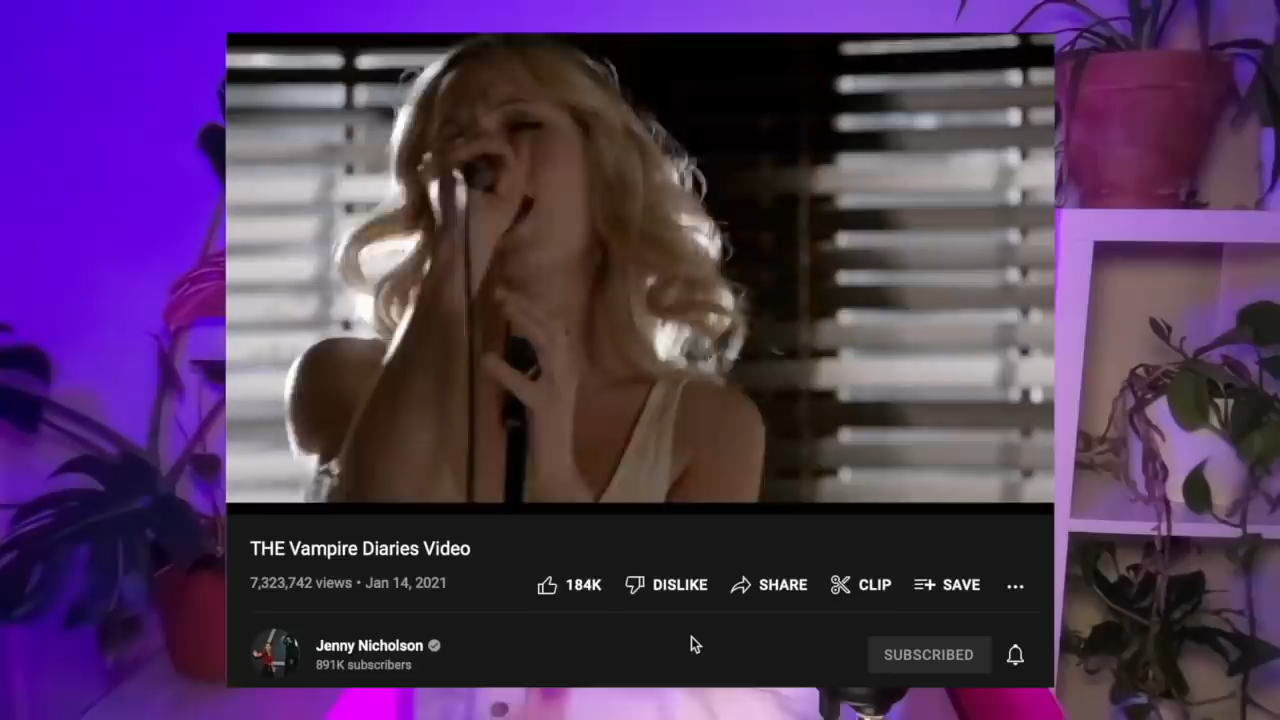 THE Vampire Diaries Video
7,323,742 views • Jan 14, 2021
184K DISLIKE SHARE CLIP SAVE
Jenny Nicholson
891K subscribers
SUBSCRIBED